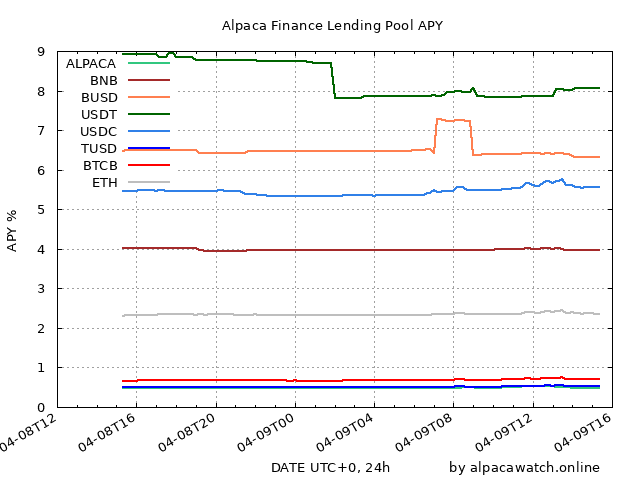 Alpaca Finance Lending Pool APY
9
8
7
6
5
4
3
2
1
0
APY %
ALPACA
BNB
BUSD
USDT
USDC
TUSD
BTCB
ETH
04-08T12
04-08T16
04-08T20
04-09T00
04-09T04
04-09T08
04-09T12
04-09T16
DATE UTC+0, 24h
by alpacawatch.online